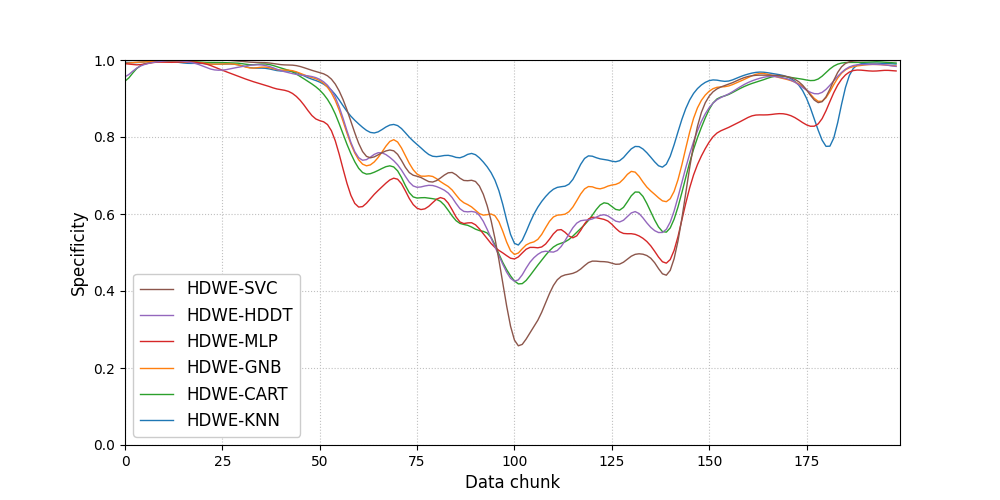 1.0
0.8
0.6
0.4
0.2
0.0
Specificity
HDWE-SVC
HDWE-HDDT
HDWE-MLP
HDWE-GNB
HDWE-CART
HDWE-KNN
0 25 50 75 100 125 150 175
Data chunk